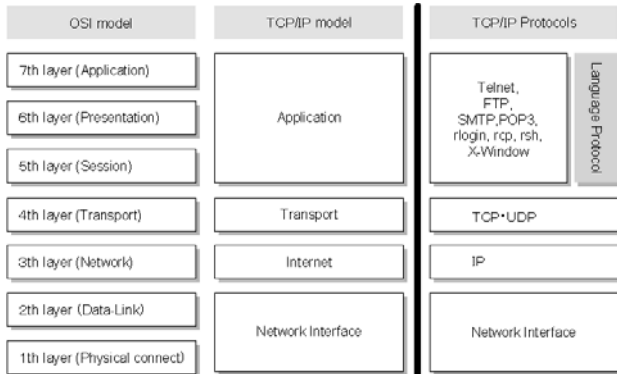 OSI model
TCP/IP model
TCP/IP Protocols
7th layer (Application)
6th layer (Presentation)
5th layer (Session)
4th layer (Transport)
3th layer (Network)
2th layer (Data-Link)
1th layer (Physical connect)
Application
Transport
Internet
Network Interface
Telnet,
FTP,
SMTP,POP3,
rlogin, rcp, rsh,
X-Window
Language Protocol
TCP・UDP
IP
Network Interface